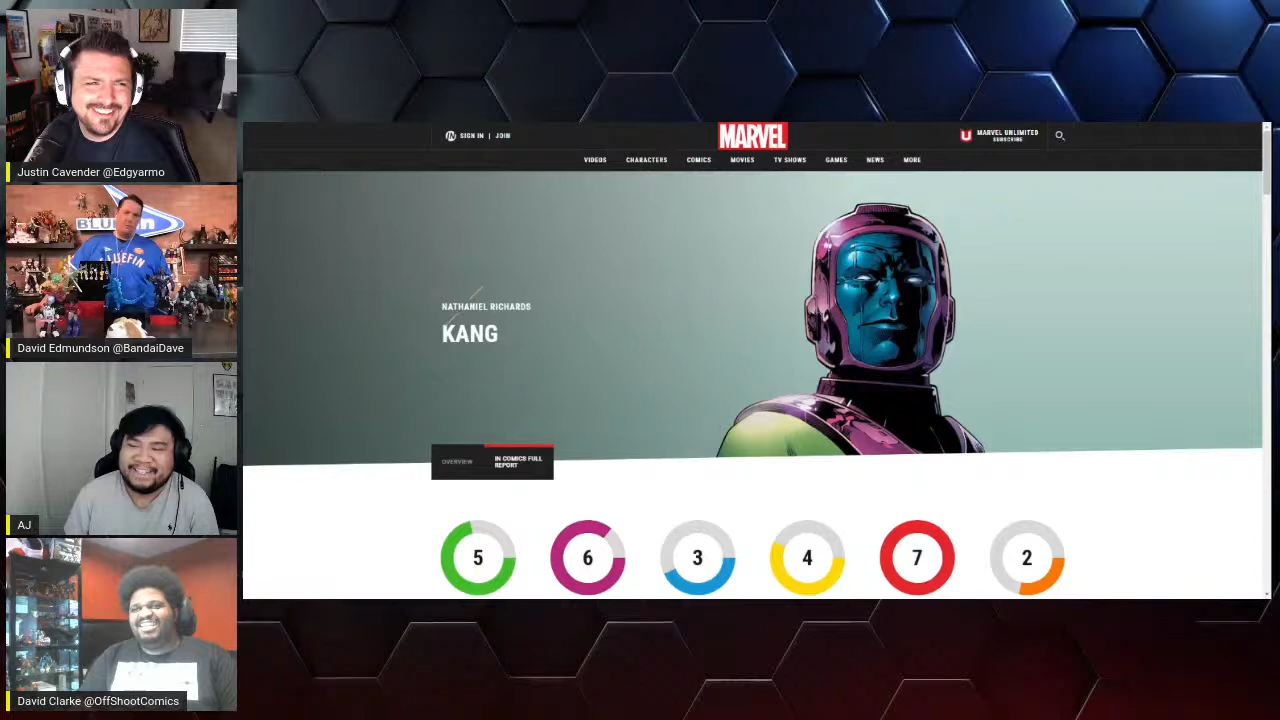 Justin Cavender @Edgyarmo
David Edmundson @BandaiDave
AJ
David Clarke @OffShootComics
SIGN IN | JOIN
MARVEL
MARVEL UNLIMITED
SUBSCRIBE
VIDEOS CHARACTERS COMICS MOVIES TV SHOWS GAMES NEWS MORE
NATHANIEL RICHARDS
KANG
OVERVIEW
IN COMICS FULL
REPORT
5 6 3 4 7 2